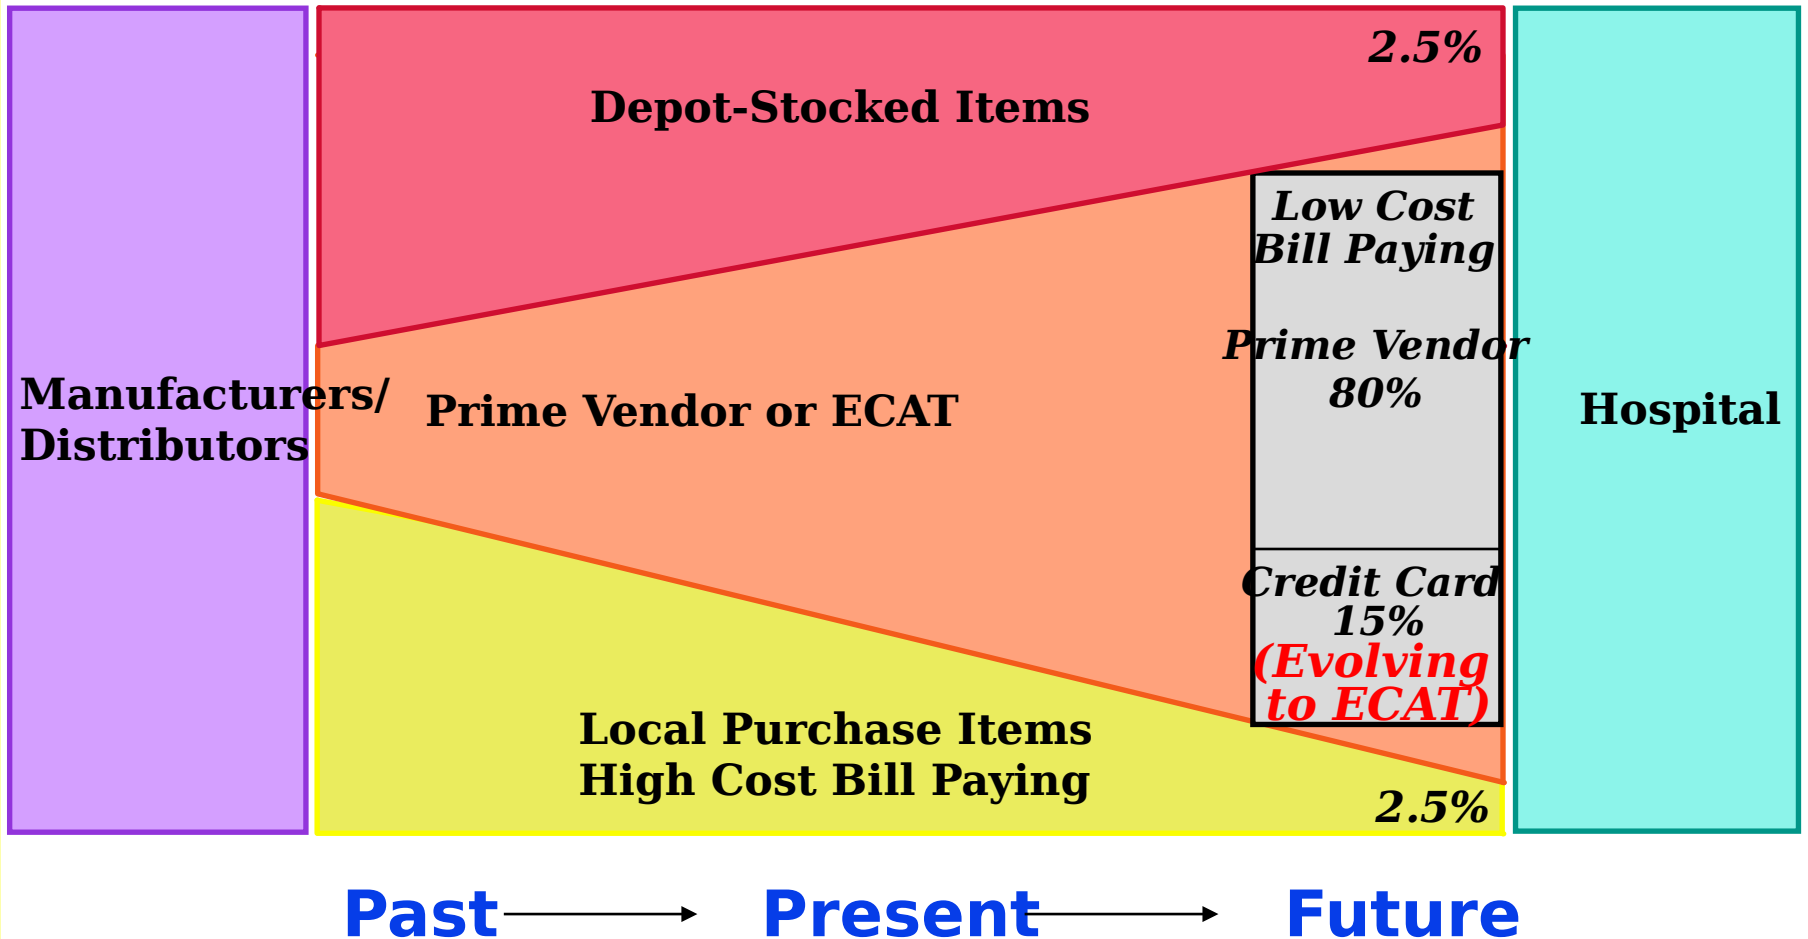 2.5%
Depot-Stocked Items
Low Cost
Bill Paying
Prime Vendor
80%
Manufacturers/
Distributors
Prime Vendor or ECAT
Hospital
Credit Card
15%
(Evolving
to ECAT)
Local Purchase Items
High Cost Bill Paying
2.5%
Past
Present
Future